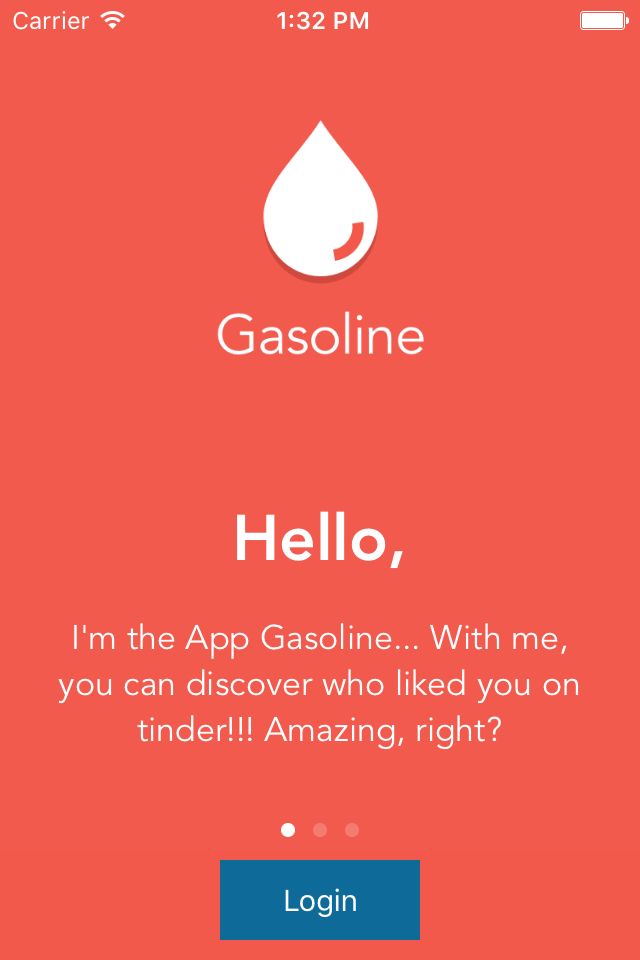 Carrier 1:32 PM
Gasoline
Hello,
I'm the App Gasoline... With me,
you can discover who liked you on
tinder!!! Amazing, right?
Login